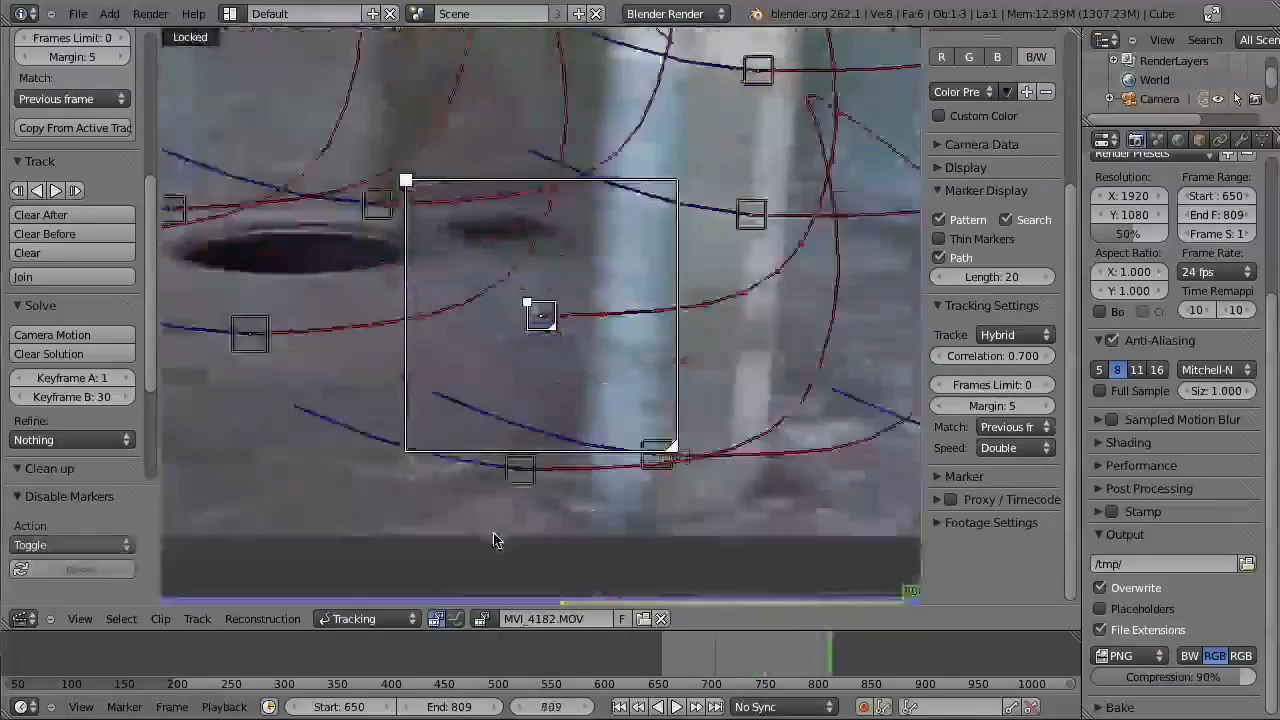 File Add Render Help Default Scene 3 Blender Render blender.org 262.1 | Ve:8 | Fa:6 | Ob:1-3 | La:1 | Mem:12.89M (1307.23M) | Cube
Locked
Frames Limit: 0
Margin: 5
Match:
Previous frame
Copy From Active Trac
Track
Clear After
Clear Before
Clear
Join
Solve
Camera Motion
Clear Solution
Keyframe A: 1
Keyframe B: 30
Refine:
Nothing
Clean up
Disable Markers
Action
Toggle
R G B B/W
Color Pre
Custom Color
Camera Data
Display
Marker Display
Pattern Search
Thin Markers
Path
Length: 20
Tracking Settings
Tracke Hybrid
Correlation: 0.700
Frames Limit: 0
Margin: 5
Match: Previous fr
Speed: Double
Marker
Proxy / Timecode
Footage Settings
View Search All Scen
RenderLayers
World
Camera
Render Presets
Resolution: Frame Range:
X: 1920 Start: 650
Y: 1080 End F: 809
50% Frame S: 1
Aspect Ratio: Frame Rate:
X: 1.000 24 fps
Y: 1.000 Time Remappi
Bo 10 10
Anti-Aliasing
5 8 11 16 Mitchell-N
Full Sample Siz: 1.000
Sampled Motion Blur
Shading
Performance
Post Processing
Stamp
Output
/tmp/
Overwrite
Placeholders
File Extensions
PNG BW RGB RGB
Compression: 90%
Bake
View Select Clip Track Reconstruction Tracking MVI_4182.MOV F
50 100 150 200 250 300 350 400 450 500 550 600 650 700 750 800 850 900 950 1000
View Marker Frame Playback Start: 650 End: 809 809 No Sync